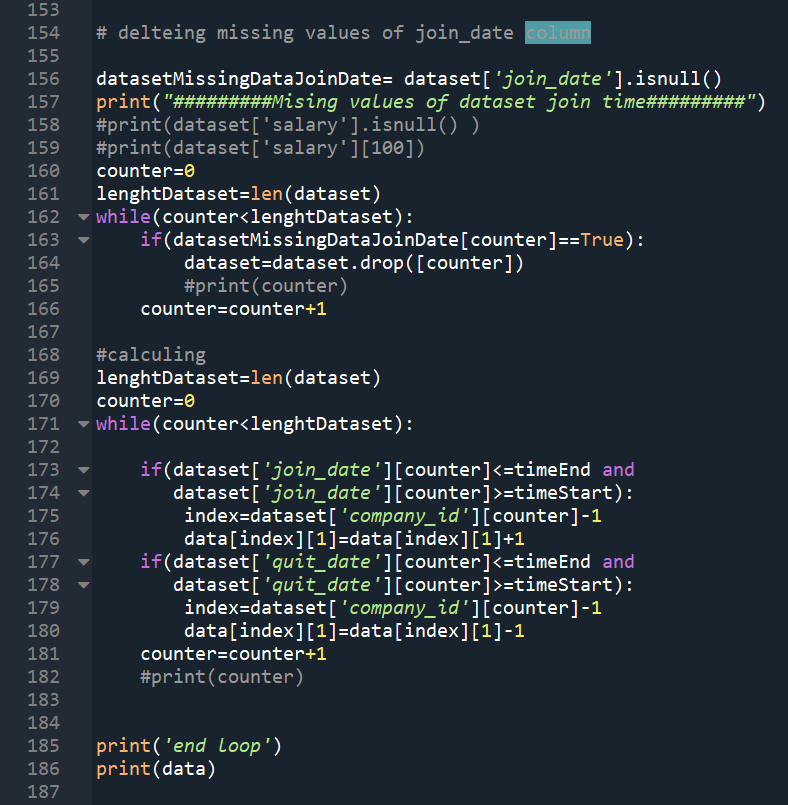 153
154 # delteing missing values of join_date column
155
156 datasetMissingDataJoinDate= dataset['join_date'].isnull()
157 print("#########Mising values of dataset join time#########")
158 #print(dataset['salary'].isnull() )
159 #print(dataset['salary'][100])
160 counter=0
161 lenghtDataset=len(dataset)
162 while(counter<lenghtDataset):
163     if(datasetMissingDataJoinDate[counter]==True):
164         dataset=dataset.drop([counter])
165         #print(counter)
166     counter=counter+1
167
168 #calculing
169 lenghtDataset=len(dataset)
170 counter=0
171 while(counter<lenghtDataset):
172
173     if(dataset['join_date'][counter]<=timeEnd and
174        dataset['join_date'][counter]>=timeStart):
175         index=dataset['company_id'][counter]-1
176         data[index][1]=data[index][1]+1
177     if(dataset['quit_date'][counter]<=timeEnd and
178        dataset['quit_date'][counter]>=timeStart):
179         index=dataset['company_id'][counter]-1
180         data[index][1]=data[index][1]-1
181     counter=counter+1
182     #print(counter)
183
184
185 print('end loop')
186 print(data)
187